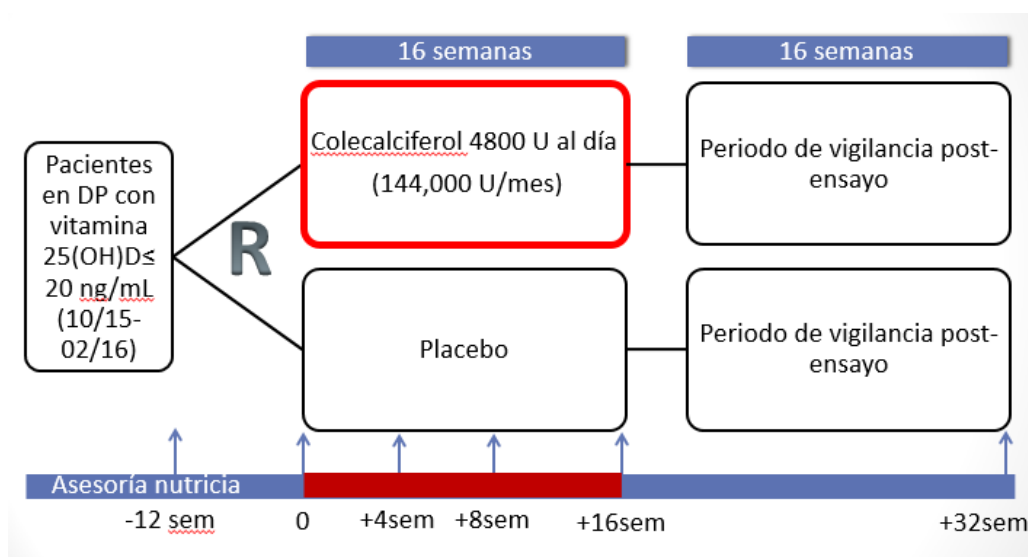 16 semanas
16 semanas
Pacientes
en DP con
vitamina
25(OH)D≤
20 ng/mL
(10/15-
02/16)
R
Colecalciferol 4800 U al día
(144,000 U/mes)
Periodo de vigilancia post-
ensayo
Placebo
Periodo de vigilancia post-
ensayo
Asesoría nutricia
-12 sem
0
+4sem
+8sem
+16sem
+32sem